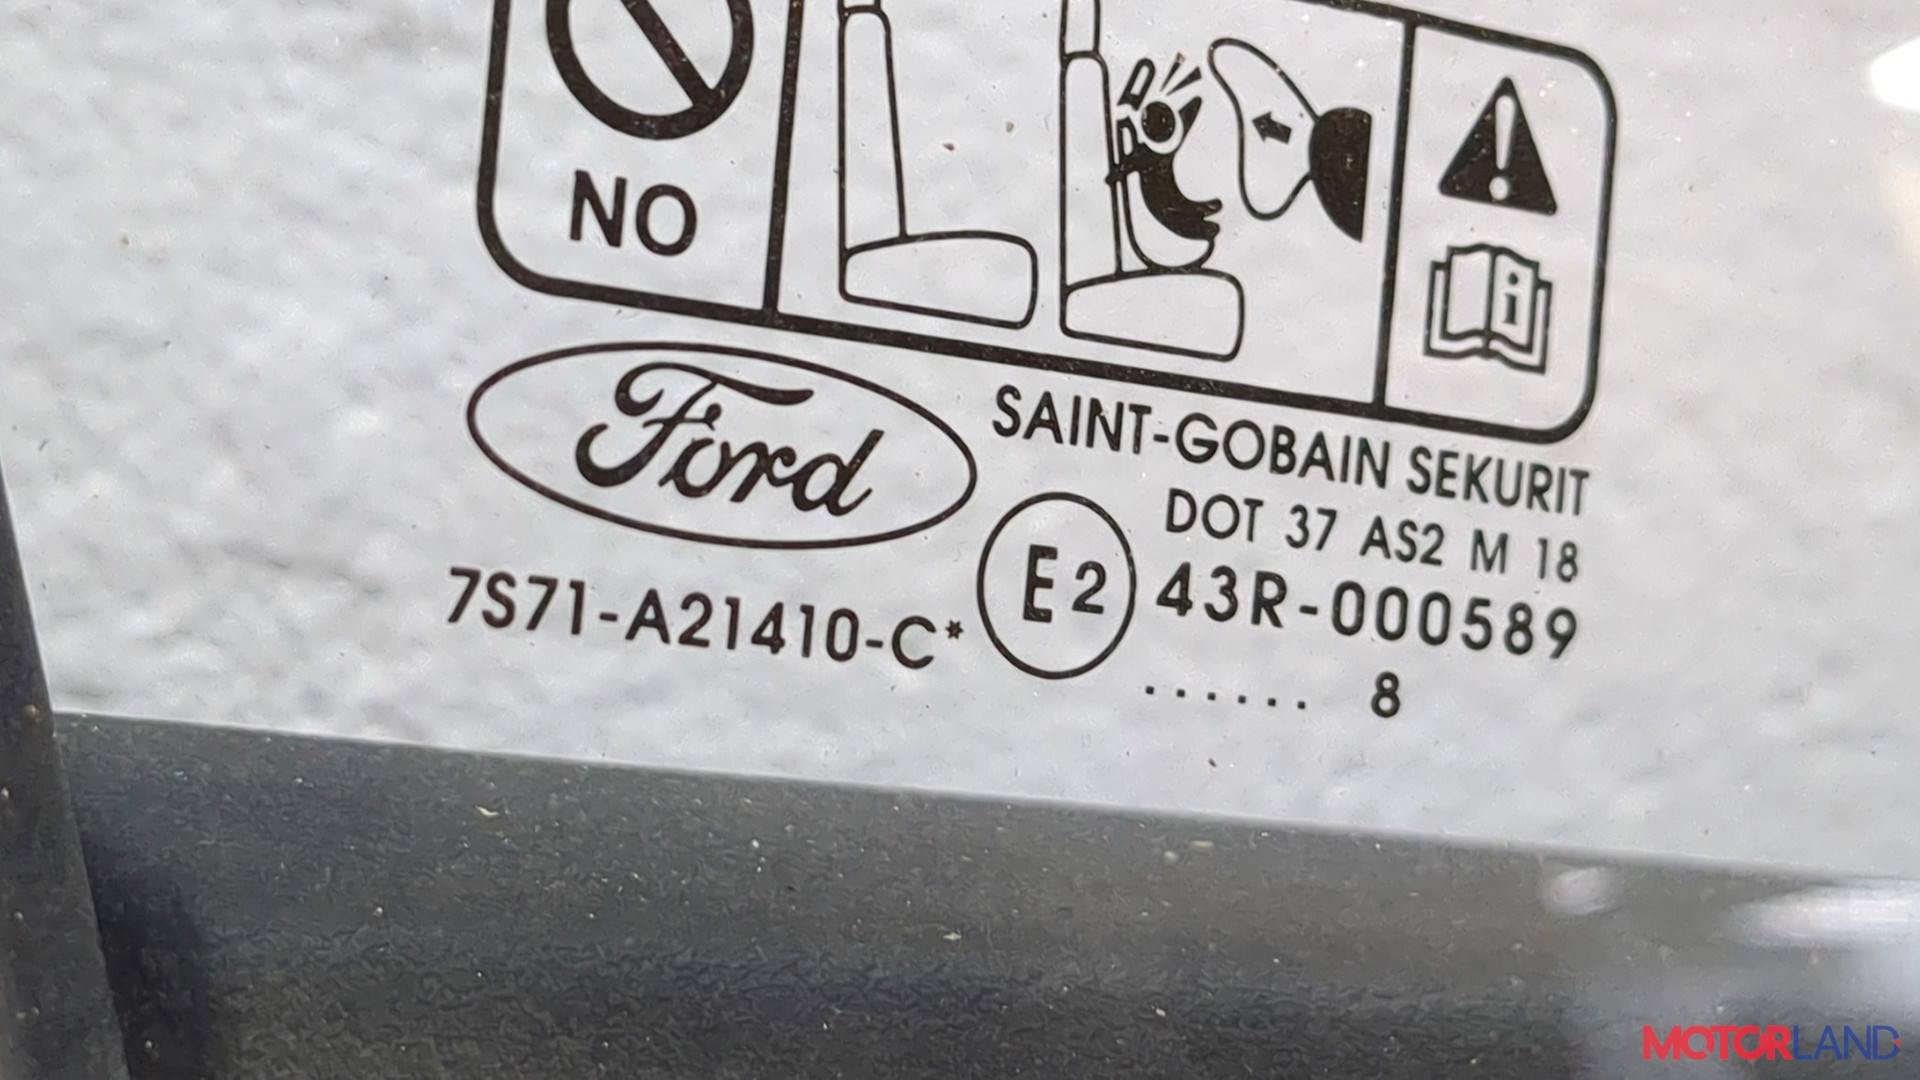 NO
i
Ford
SAINT-GOBAIN SEKURIT
DOT 37 AS2 M 18
7S71-A21410-C*
E2
43R-000589
...... 8
MOTORLAND